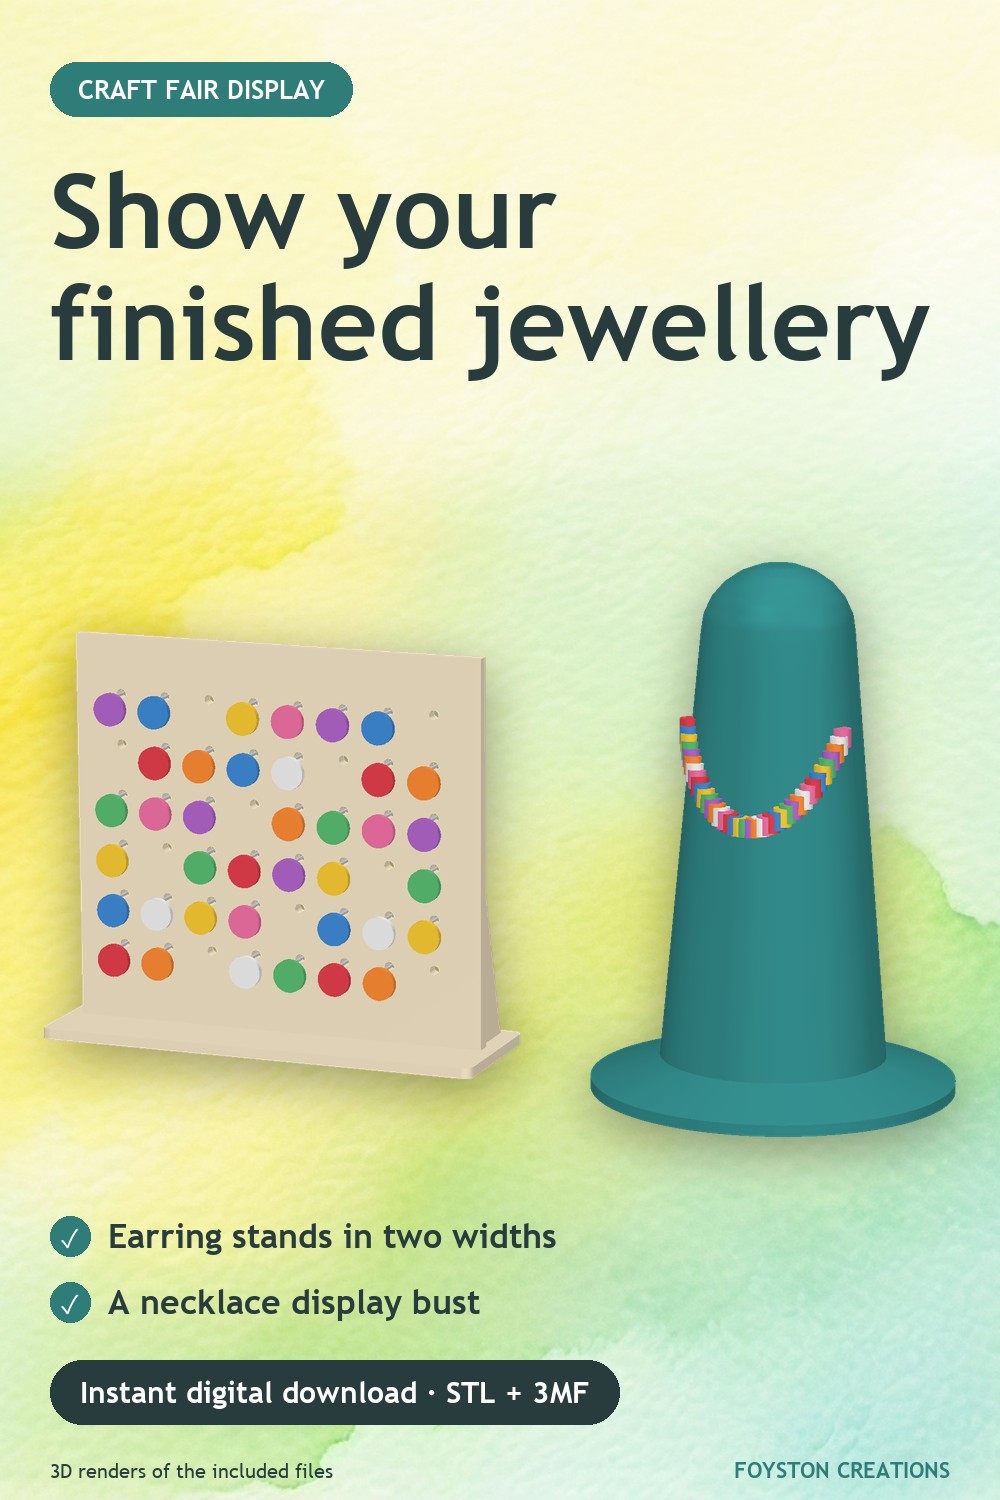 CRAFT FAIR DISPLAY
Show your
finished jewellery
✓ Earring stands in two widths
✓ A necklace display bust
Instant digital download · STL + 3MF
3D renders of the included files
FOYSTON CREATIONS